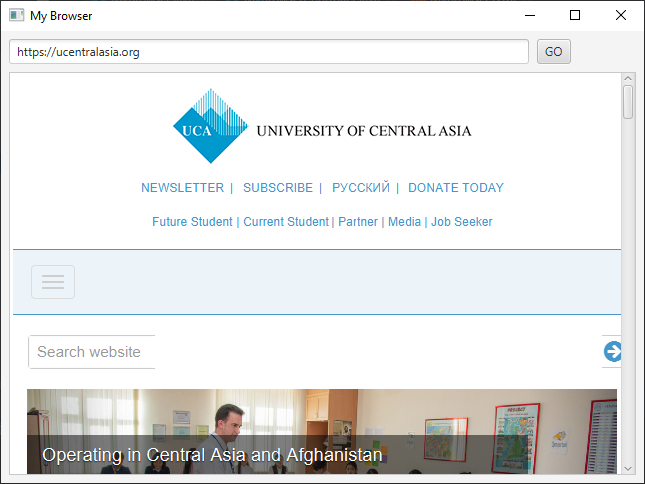 My Browser
https://ucentralasia.org GO
UCA UNIVERSITY OF CENTRAL ASIA
NEWSLETTER | SUBSCRIBE | РУССКИЙ | DONATE TODAY
Future Student | Current Student | Partner | Media | Job Seeker
Search website
Operating in Central Asia and Afghanistan